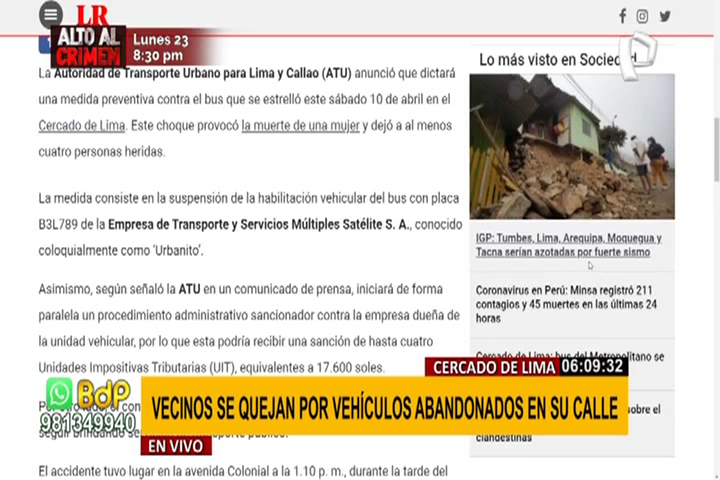 LR
ALTO AL
CRIMEN
Lunes 23
8:30 pm
La Autoridad de Transporte Urbano para Lima y Callao (ATU) anunció que dictará
una medida preventiva contra el bus que se estrelló este sábado 10 de abril en el
Cercado de Lima. Este choque provocó la muerte de una mujer y dejó a al menos
cuatro personas heridas.
La medida consiste en la suspensión de la habilitación vehicular del bus con placa
B3L789 de la Empresa de Transporte y Servicios Múltiples Satélite S. A., conocido
coloquialmente como 'Urbanito'.
Asimismo, según señaló la ATU en un comunicado de prensa, iniciará de forma
paralela un procedimiento administrativo sancionador contra la empresa dueña de
la unidad vehicular, por lo que esta podría recibir una sanción de hasta cuatro
Unidades Impositivas Tributarias (UIT), equivalentes a 17.600 soles.
El accidente tuvo lugar en la avenida Colonial a la 1.10 p. m., durante la tarde del
Lo más visto en Sociedad
IGP: Tumbes, Lima, Arequipa, Moquegua y
Tacna serían azotadas por fuerte sismo
Coronavirus en Perú: Minsa registró 211
contagios y 45 muertes en las últimas 24
horas
Cercado de Lima: bus del Metropolitano se
sobre el
clandestinas
CERCADO DE LIMA 06:09:32
BdP
981349940
VECINOS SE QUEJAN POR VEHÍCULOS ABANDONADOS EN SU CALLE
EN VIVO